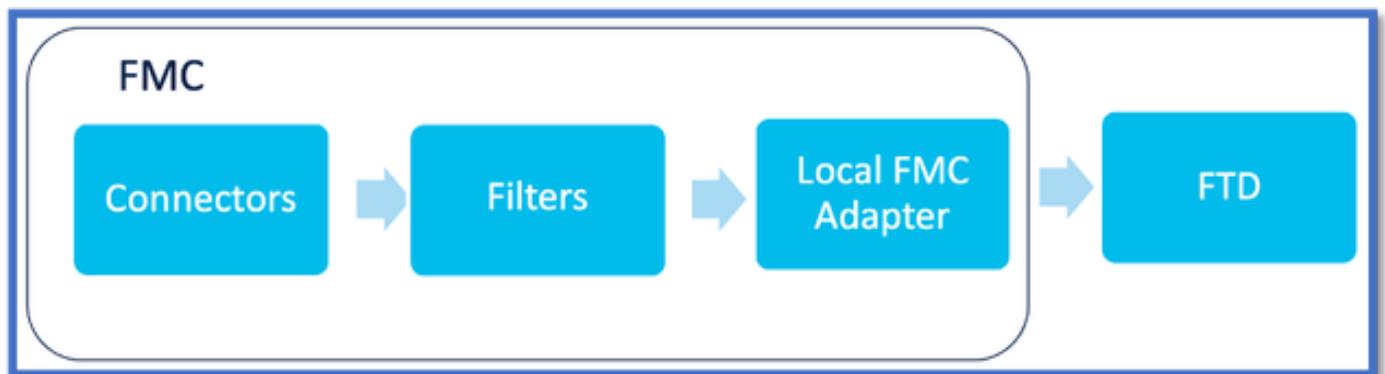 FMC
Connectors
Filters
Local FMC
Adapter
FTD